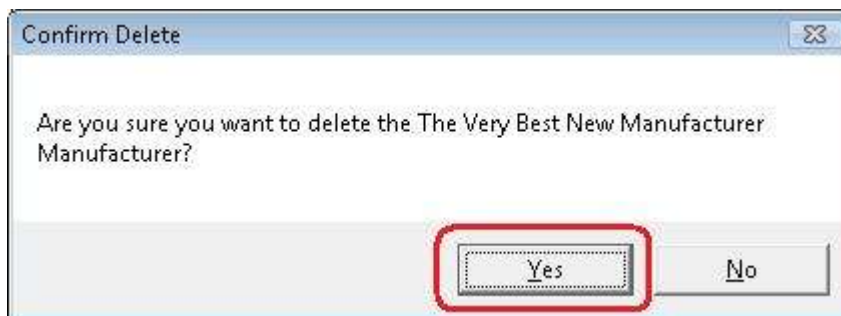 Confirm Delete
Are you sure you want to delete the The Very Best New Manufacturer
Manufacturer?
Yes
No